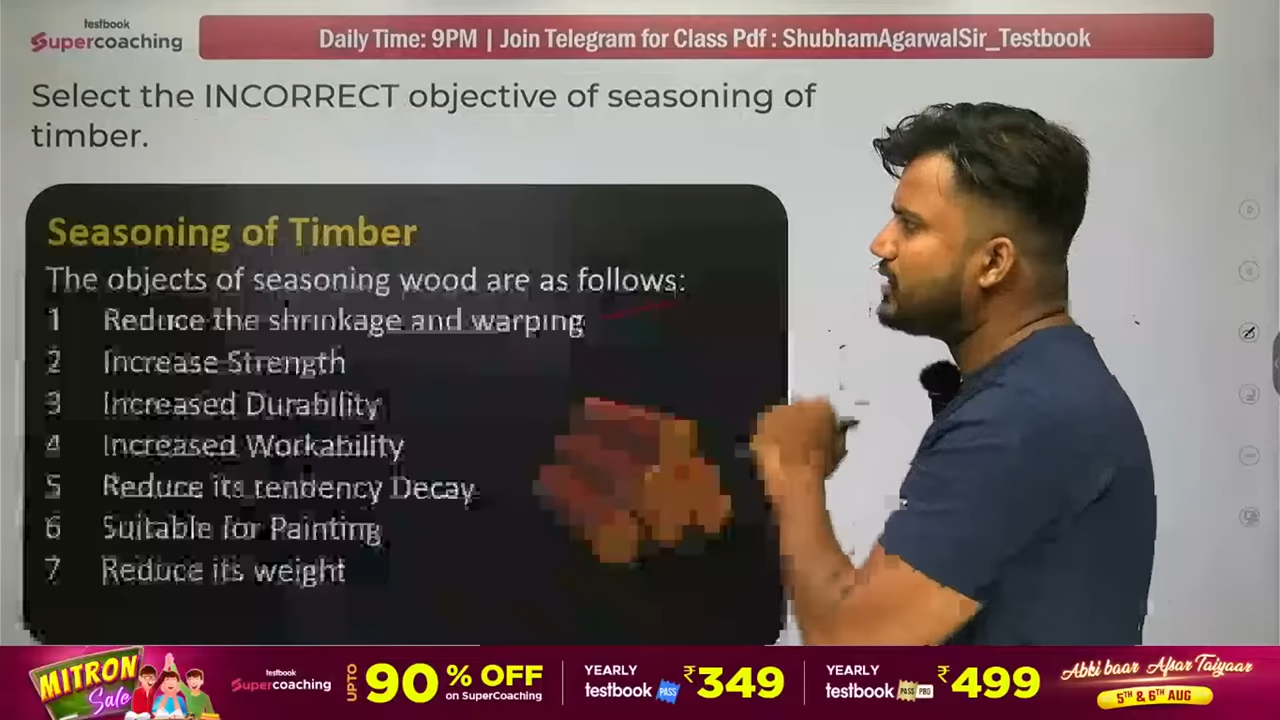 testbook
Supercoaching
Daily Time: 9PM | Join Telegram for Class Pdf : ShubhamAgarwalSir_Testbook
Select the INCORRECT objective of seasoning of
timber.
Seasoning of Timber
The objects of seasoning wood are as follows:
1 Reduce the shrinkage and warping
2 Increase Strength
3 Increased Durability
4 Increased Workability
5 Reduce its tendency Decay
6 Suitable for Painting
7 Reduce its weight
MITRON
Sale
testbook
Supercoaching
UPTO 90% OFF
on SuperCoaching
YEARLY
testbook PASS
₹349
YEARLY
testbook PASS PRO
₹499
Abki baar Afsar Taiyaar
5TH & 6TH AUG